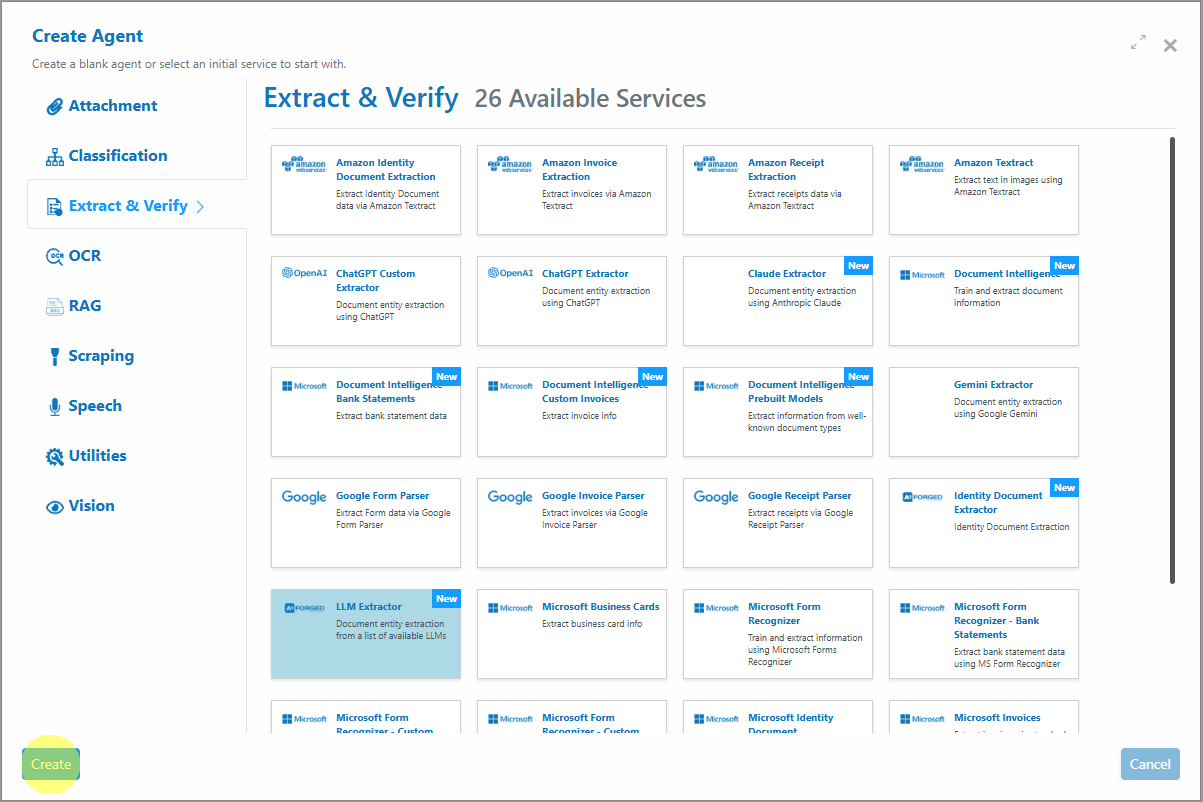 Create Agent
Create a blank agent or select an initial service to start with.
Attachment
Classification
Extract & Verify
OCR
RAG
Scraping
Speech
Utilities
Vision
Extract & Verify 26 Available Services
amazon
webservices
Amazon Identity
Document Extraction
Extract Identity Document
data via Amazon Textract
amazon
webservices
Amazon Invoice
Extraction
Extract invoices via Amazon
Textract
amazon
webservices
Amazon Receipt
Extraction
Extract receipts data via
Amazon Textract
amazon
webservices
Amazon Textract
Extract text in images using
Amazon Textract
OpenAI
ChatGPT Custom
Extractor
Document entity extraction
using ChatGPT
OpenAI
ChatGPT Extractor
Document entity extraction
using ChatGPT
New
Claude Extractor
Document entity extraction
using Anthropic Claude
New
Microsoft
Document Intelligence
Train and extract document
information
New
Microsoft
Document Intelligence
Bank Statements
Extract bank statement data
New
Microsoft
Document Intelligence
Custom Invoices
Extract invoice info
New
Microsoft
Document Intelligence
Prebuilt Models
Extract information from well-
known document types
Gemini Extractor
Document entity extraction
using Google Gemini
Google
Google Form Parser
Extract Form data via Google
Form Parser
Google
Google Invoice Parser
Extract invoices via Google
Invoice Parser
Google
Google Receipt Parser
Extract receipts via Google
Receipt Parser
New
AIFORGED
Identity Document
Extractor
Identity Document Extraction
New
AIFORGED
LLM Extractor
Document entity extraction
from a list of available LLMs
Microsoft
Microsoft Business Cards
Extract business card info
Microsoft
Microsoft Form
Recognizer
Train and extract information
using Microsoft Forms
Recognizer
Microsoft
Microsoft Form
Recognizer - Bank
Statements
Extract bank statement data
using MS Form Recognizer
Microsoft
Microsoft Form
Recognizer - Custom
Microsoft
Microsoft Form
Recognizer - Custom
Microsoft
Microsoft Identity
Document
Microsoft
Microsoft Invoices
Create
Cancel